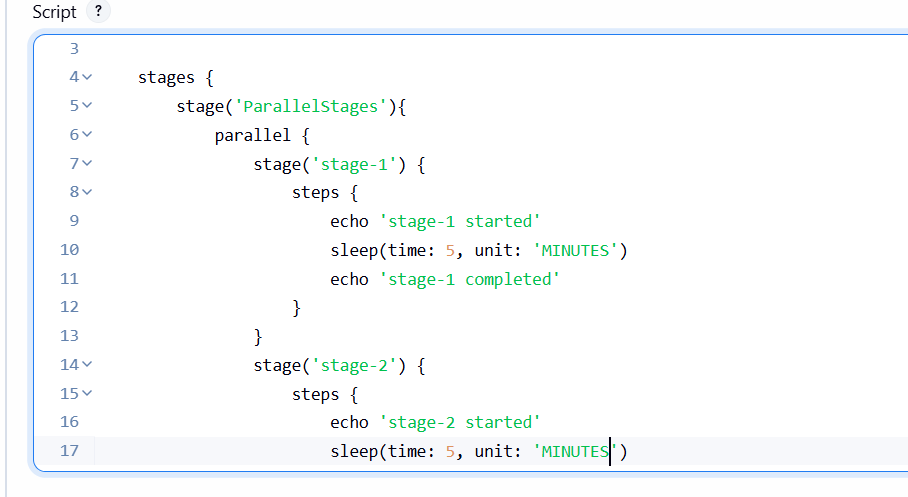 Script ?
3
4 stages {
5 stage('ParallelStages'){
6 parallel {
7 stage('stage-1') {
8 steps {
9 echo 'stage-1 started'
10 sleep(time: 5, unit: 'MINUTES')
11 echo 'stage-1 completed'
12 }
13 }
14 stage('stage-2') {
15 steps {
16 echo 'stage-2 started'
17 sleep(time: 5, unit: 'MINUTES')